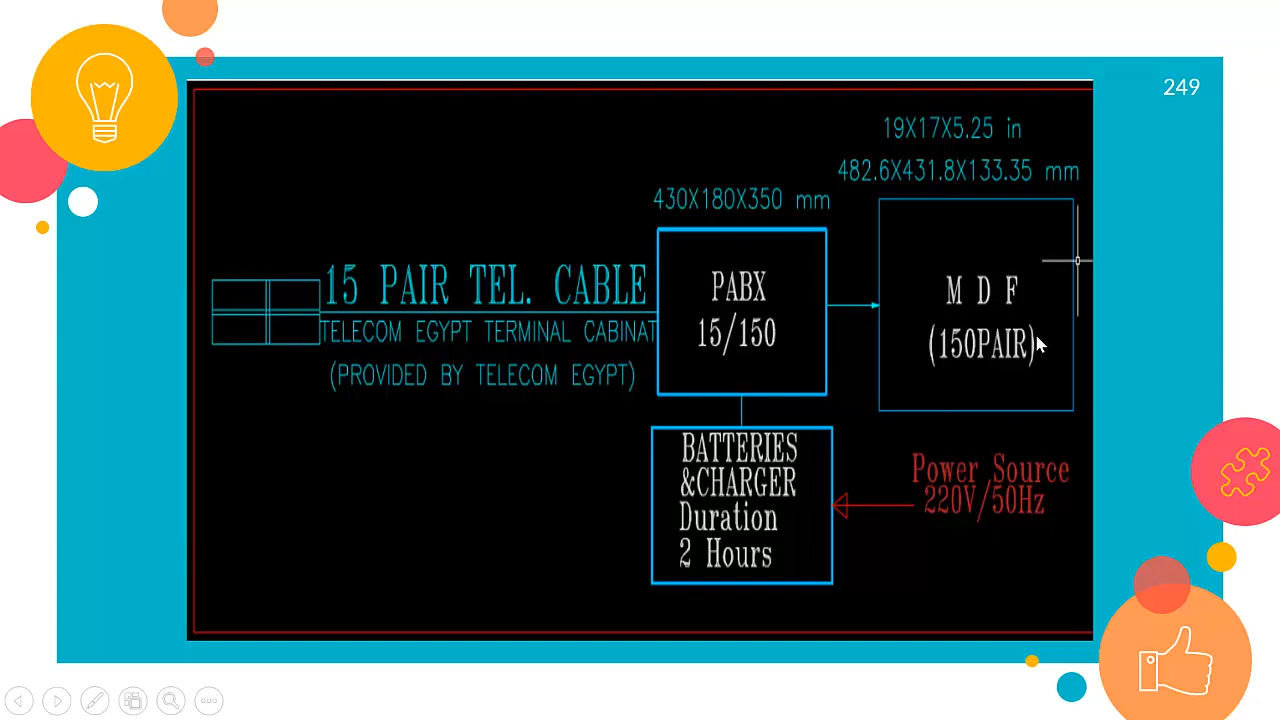 249
19X17X5.25 in
482.6X431.8X133.35 mm
430X180X350 mm
15 PAIR TEL. CABLE
TELECOM EGYPT TERMINAL CABINAT
(PROVIDED BY TELECOM EGYPT)
PABX
15/150
M D F
(150PAIR)
BATTERIES
&CHARGER
Duration
2 Hours
Power Source
220V/50Hz